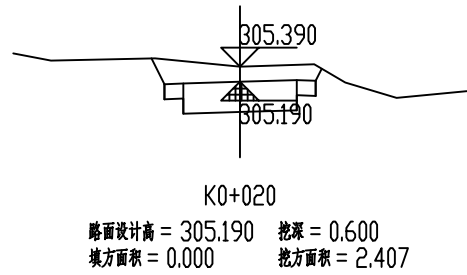 305.390
305.190
K0+020
路面设计高 = 305.190 挖深 = 0.600
填方面积 = 0.000 挖方面积 = 2.407